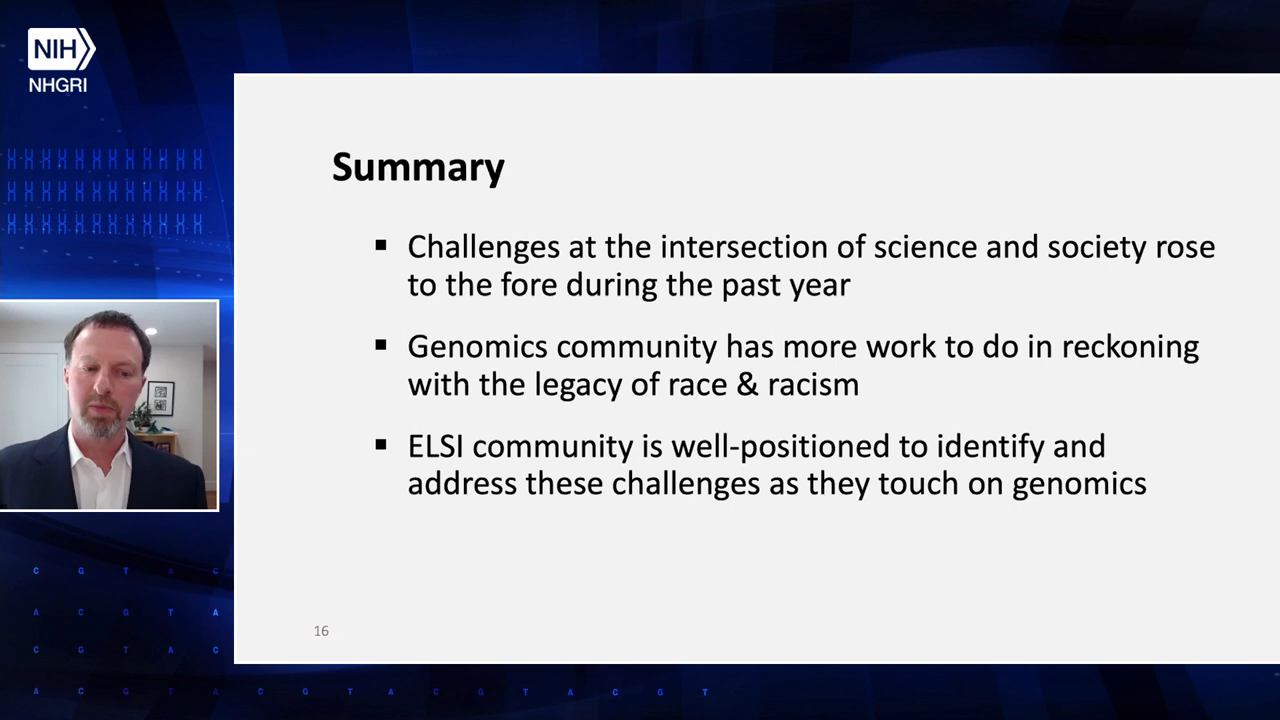 NIH
NHGRI
Summary
▪ Challenges at the intersection of science and society rose
to the fore during the past year
▪ Genomics community has more work to do in reckoning
with the legacy of race & racism
▪ ELSI community is well-positioned to identify and
address these challenges as they touch on genomics
16
C G T A C
A C G T A
C G T A C
A C G T A C G T A C G T A C G T